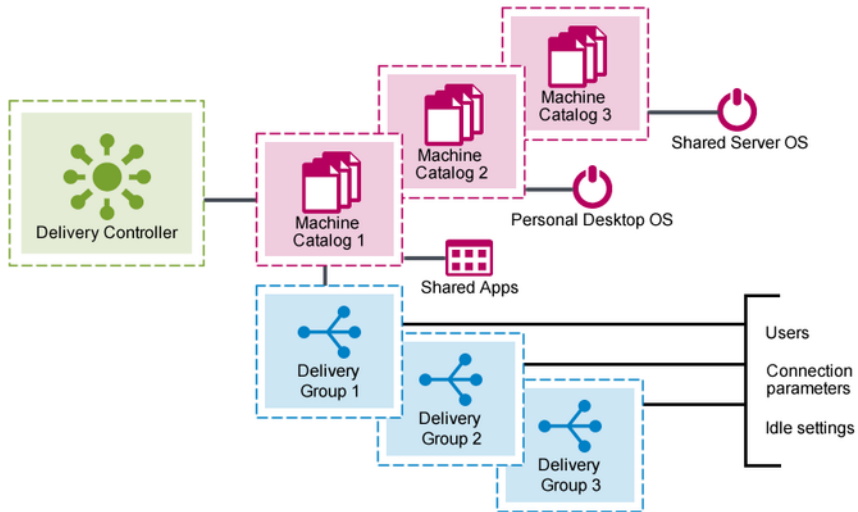 Machine
Catalog 3
Shared Server OS
Machine
Catalog 2
Personal Desktop OS
Delivery Controller
Machine
Catalog 1
Shared Apps
Delivery
Group 1
Delivery
Group 2
Delivery
Group 3
Users
Connection
parameters
Idle settings